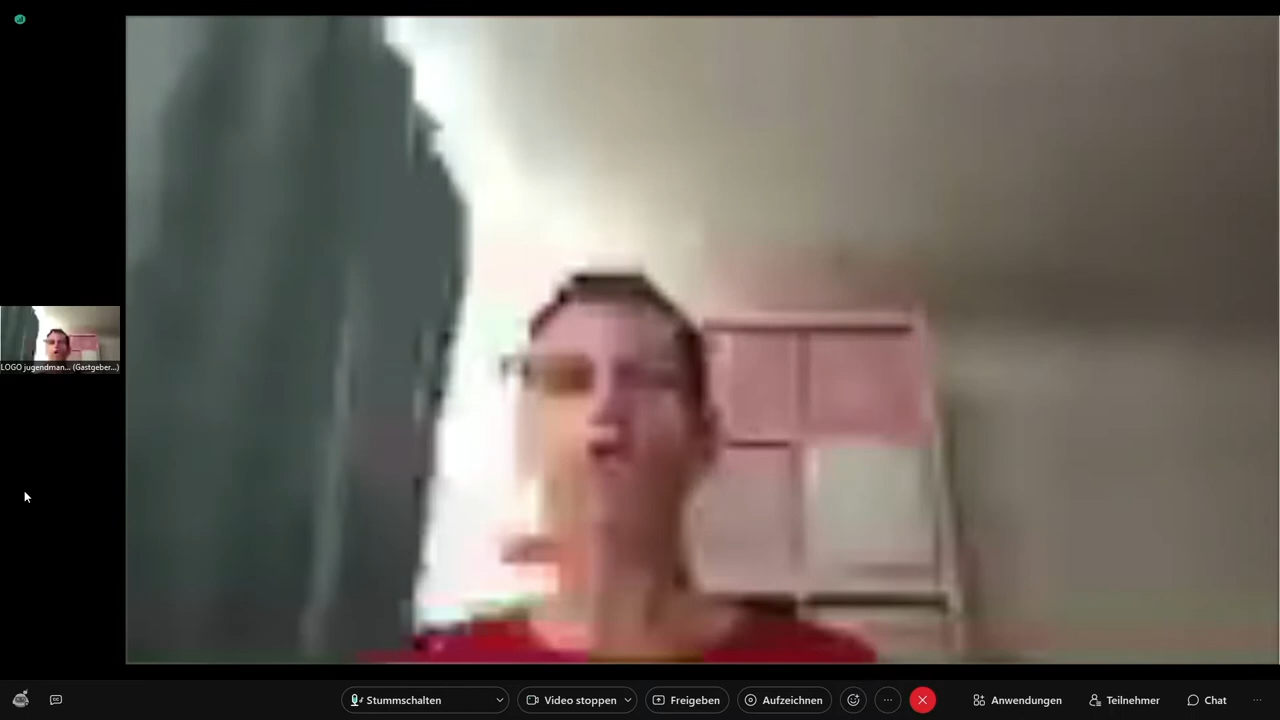 LOGO jugendman... (Gastgeber...)
Stummschalten
Video stoppen
Freigeben
Aufzeichnen
Anwendungen
Teilnehmer
Chat